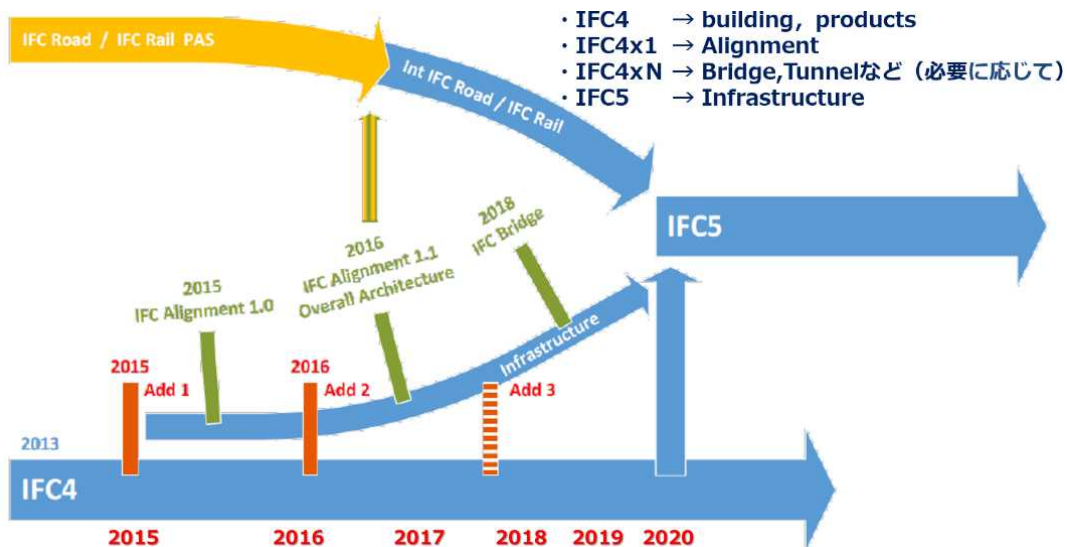 ・IFC4 → building, products
・IFC4x1 → Alignment
・IFC4xN → Bridge,Tunnelなど（必要に応じて）
・IFC5 → Infrastructure
IFC Road / IFC Rail PAS
Int IFC Road / IFC Rail
IFC5
2018
IFC Bridge
2016
IFC Alignment 1.1
Overall Architecture
2015
IFC Alignment 1.0
Infrastructure
2015
Add 1
2016
Add 2
Add 3
2013
IFC4
2015 2016 2017 2018 2019 2020